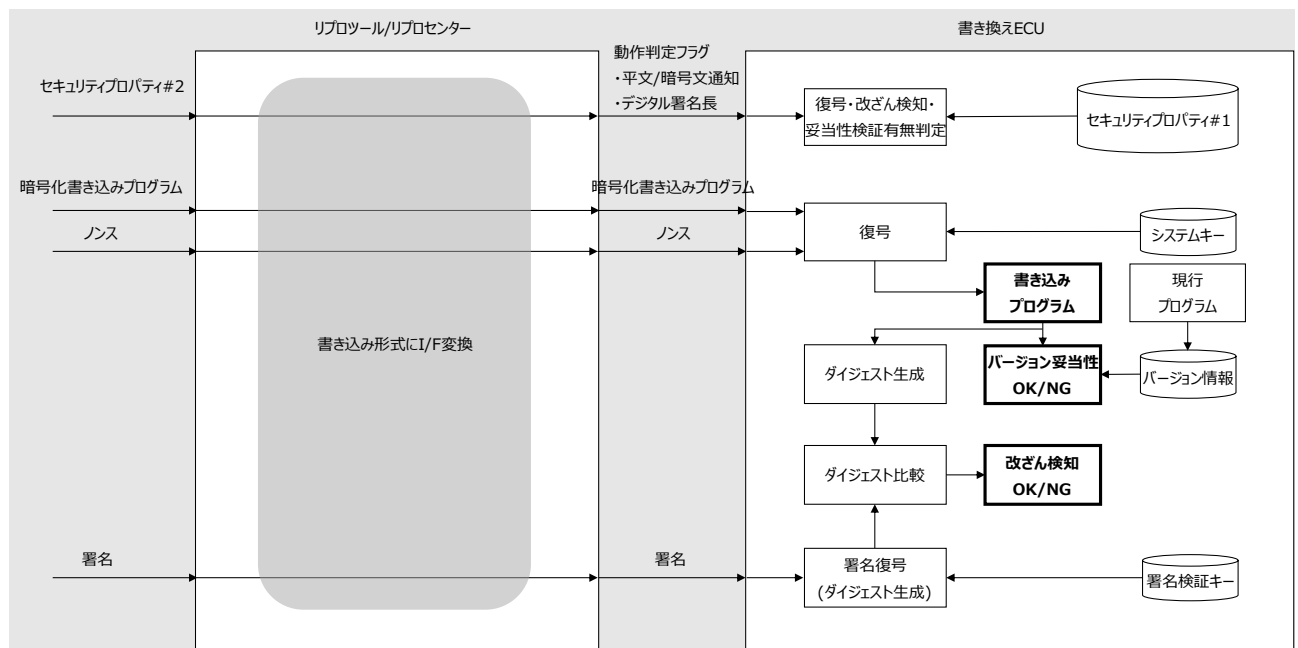 リプロツール/リプロセンター
書き換えECU
セキュリティプロパティ#2
動作判定フラグ
・平文/暗号文通知
・デジタル署名長
復号・改ざん検知・
妥当性検証有無判定
セキュリティプロパティ#1
暗号化書き込みプログラム
暗号化書き込みプログラム
ノンス
ノンス
復号
システムキー
書き込み
プログラム
現行
プログラム
書き込み形式にI/F変換
ダイジェスト生成
バージョン妥当性
OK/NG
バージョン情報
ダイジェスト比較
改ざん検知
OK/NG
署名
署名
署名復号
(ダイジェスト生成)
署名検証キー